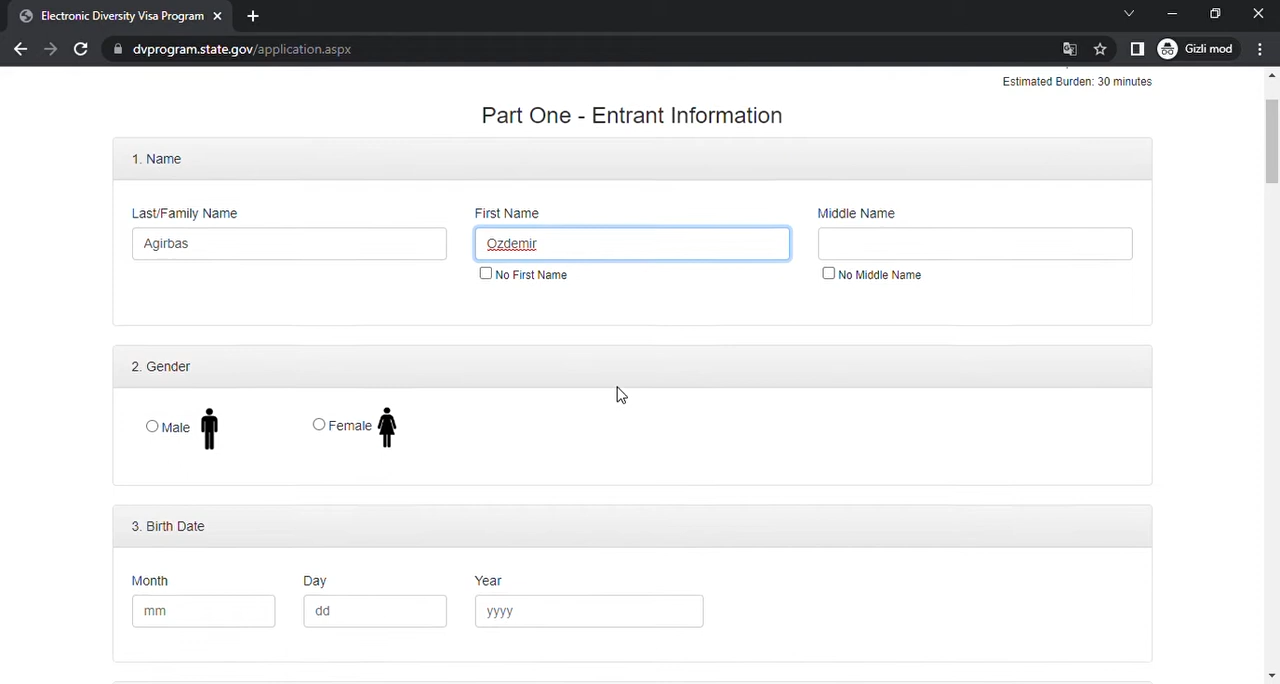 Electronic Diversity Visa Program
dvprogram.state.gov/application.aspx
Gizli mod
Estimated Burden: 30 minutes
Part One - Entrant Information
1. Name
Last/Family Name First Name Middle Name
Agirbas Ozdemir
No First Name No Middle Name
2. Gender
Male Female
3. Birth Date
Month Day Year
mm dd yyyy